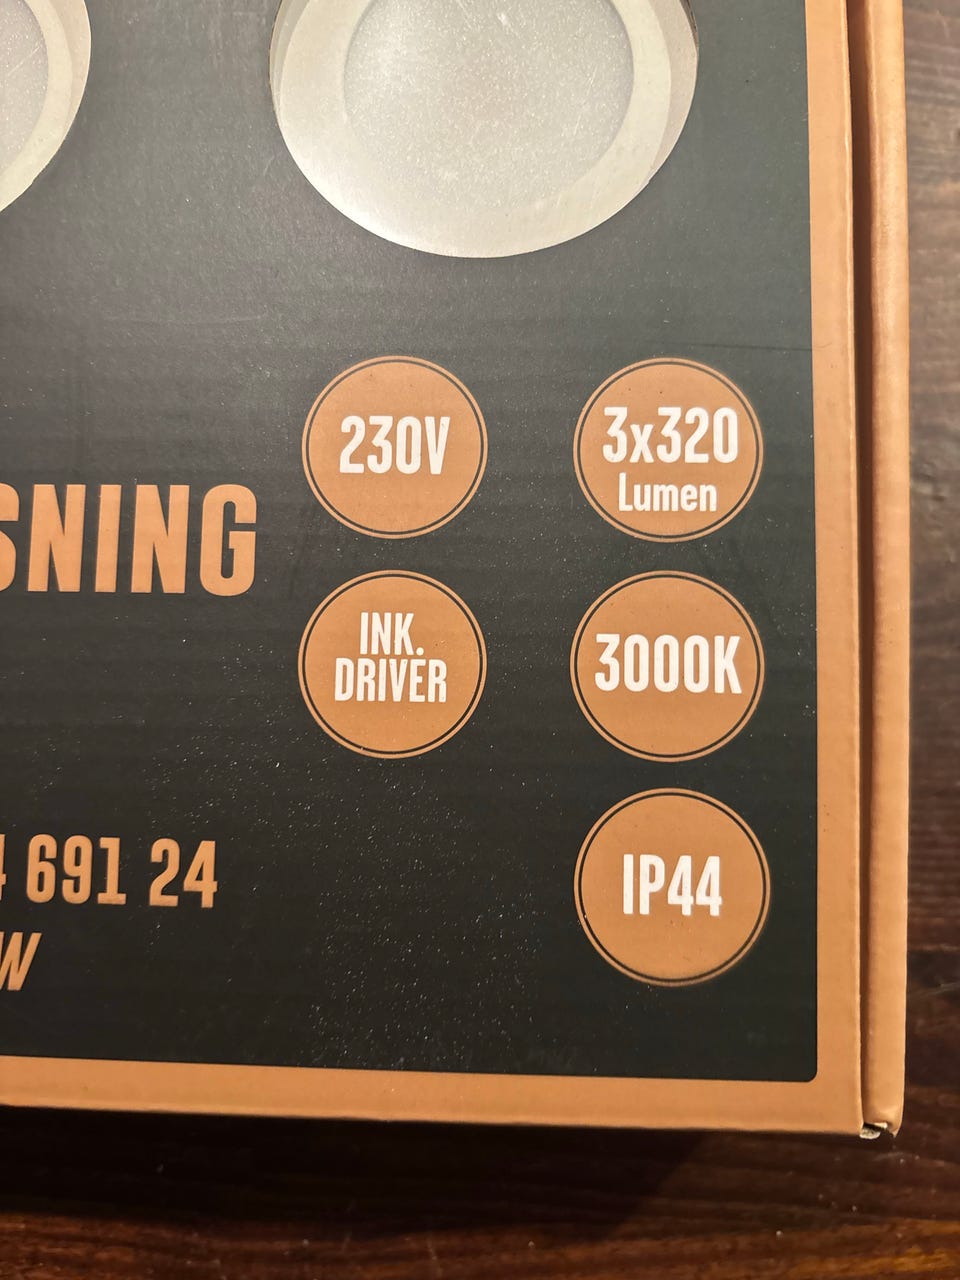 230V
3x320
Lumen
SNING
INK.
DRIVER
3000K
691 24
IP44
W